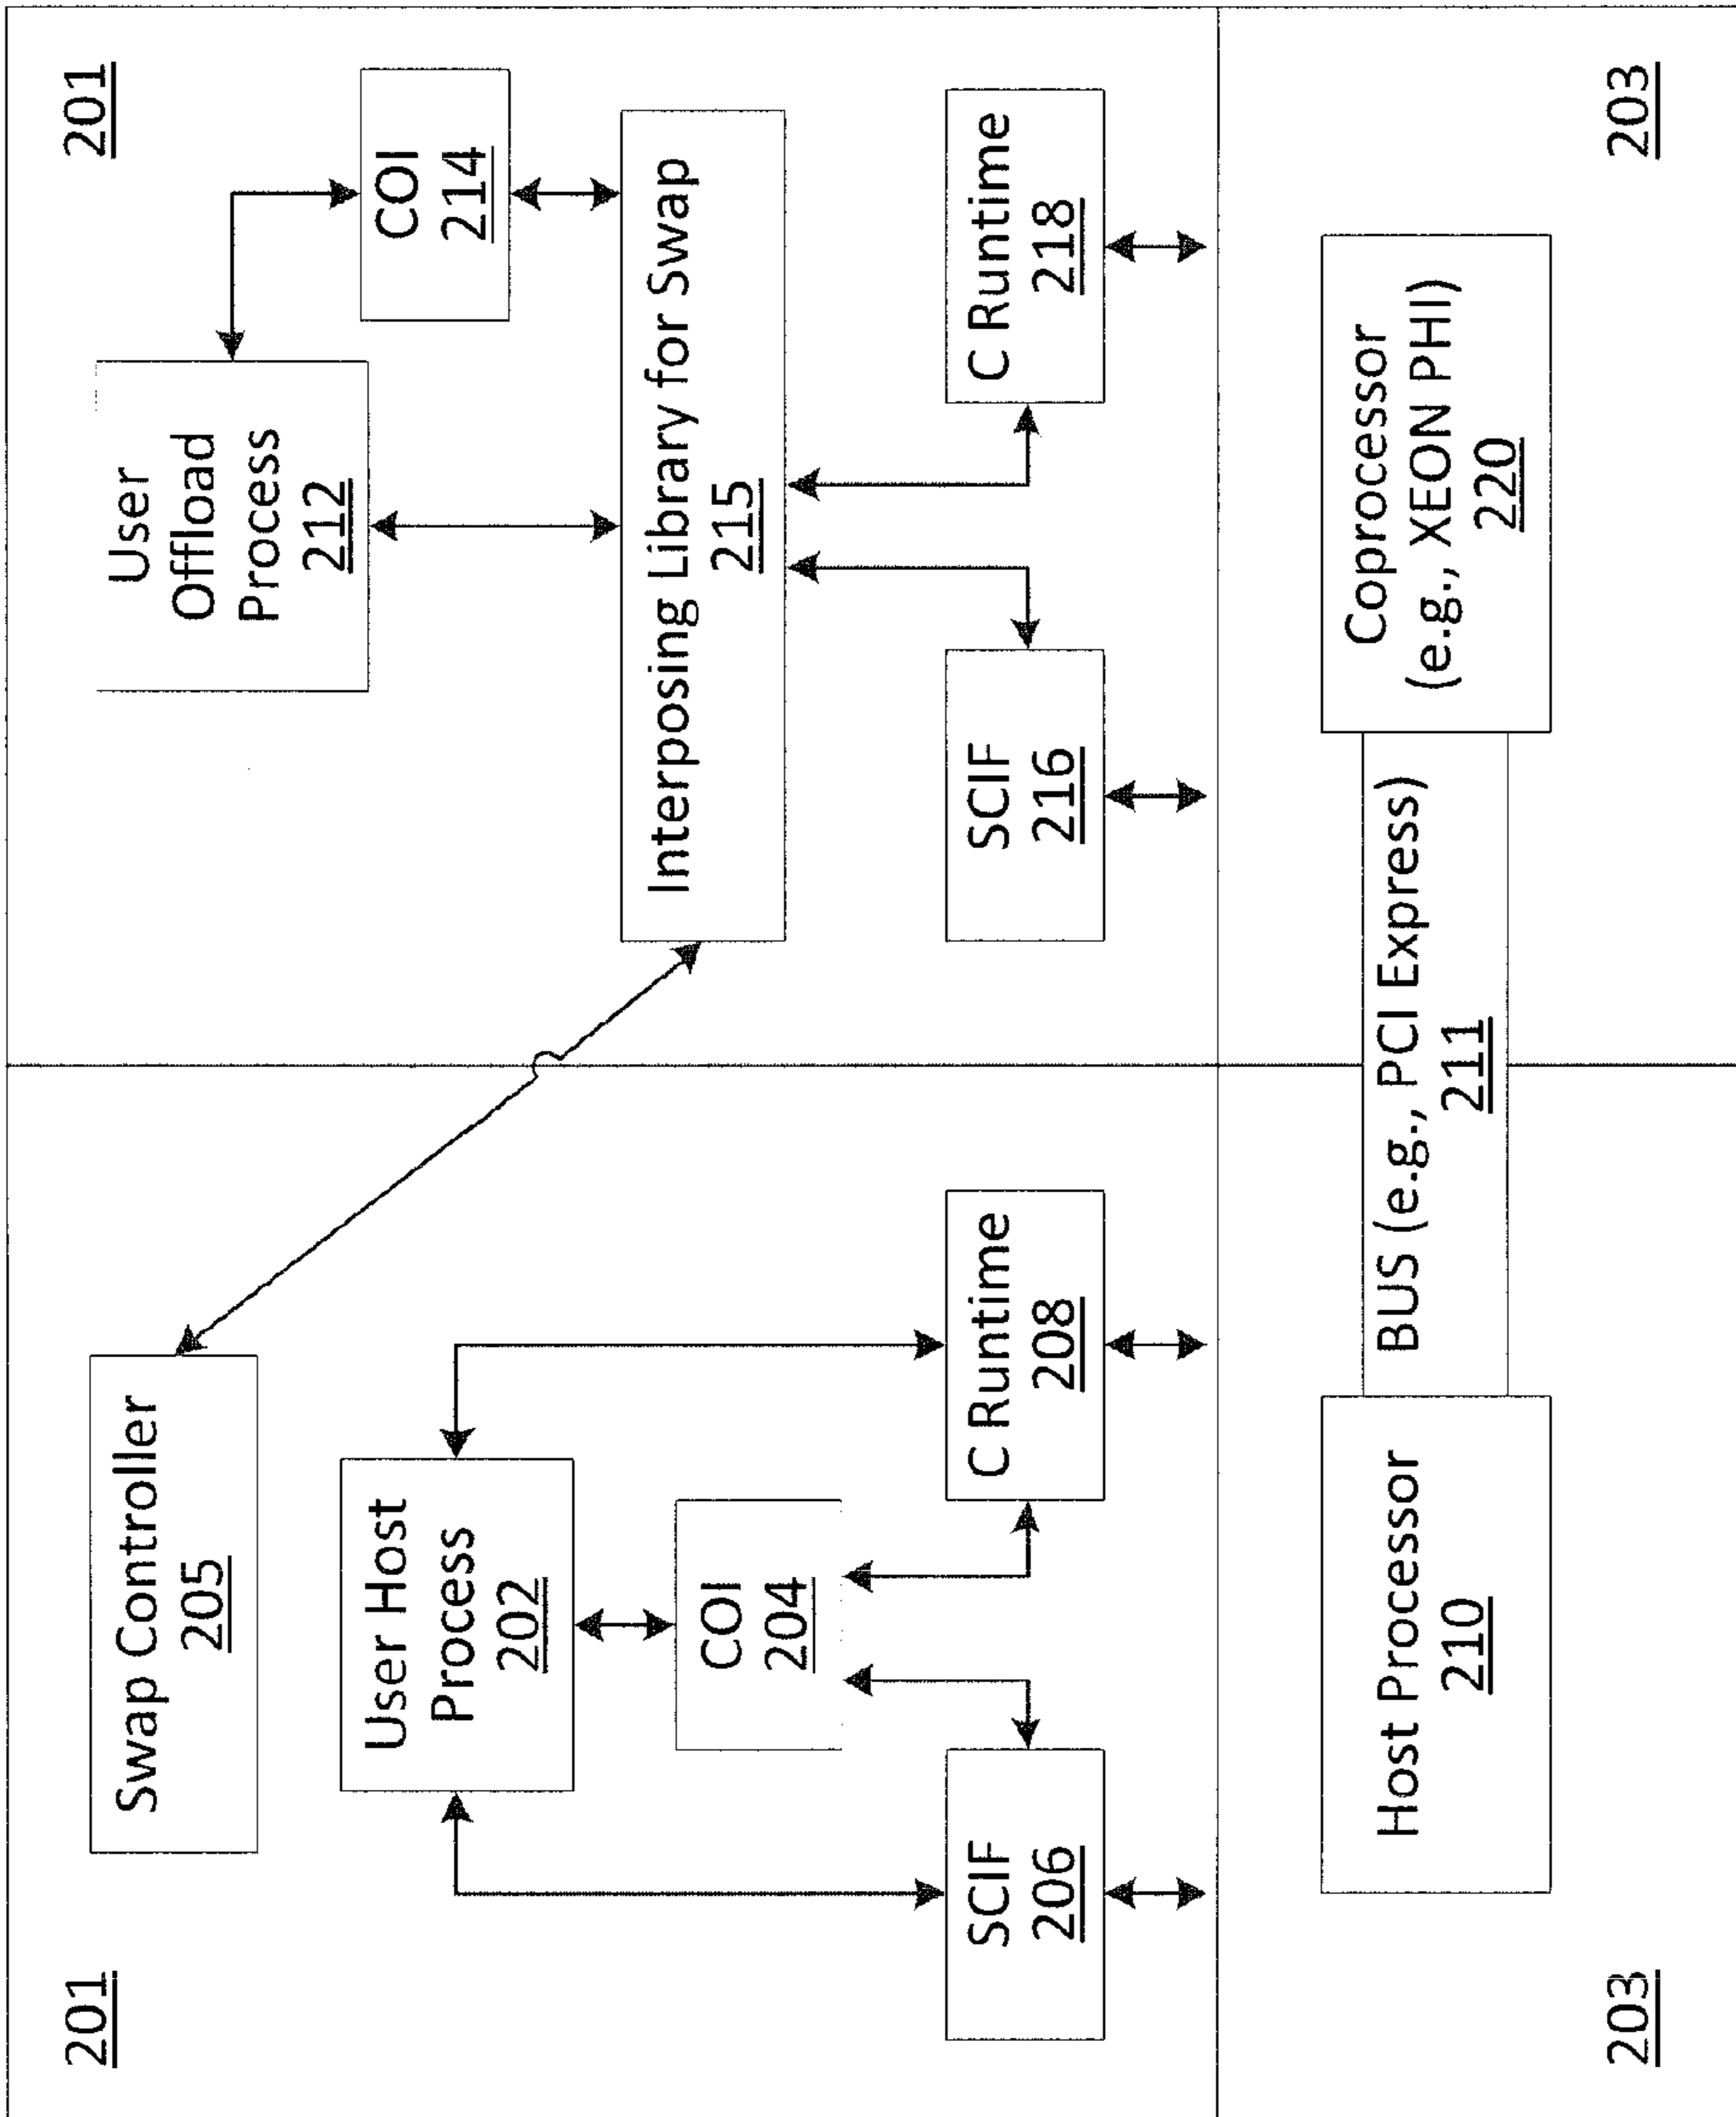 201
201
Swap Controller
205
User Host
Process
202
COI
204
SCIF
206
C Runtime
208
User
Offload
Process
212
COI
214
Interposing Library for Swap
215
SCIF
216
C Runtime
218
Host Processor
210
BUS (e.g., PCI Express)
211
Coprocessor
(e.g., XEON PHI)
220
203
203